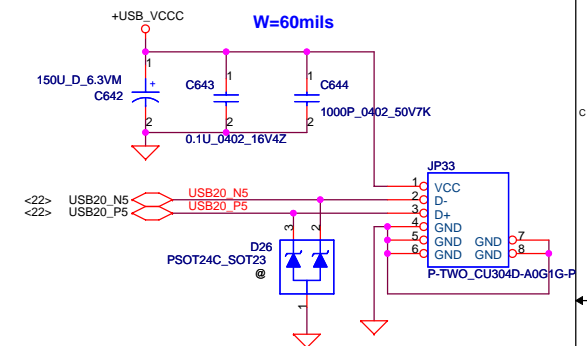 +USB_VCCC
W=60mils
1
1
1
150U_D_6.3VM
+
C643
C644
C642
1000P_0402_50V7K
2
2
2
0.1U_0402_16V4Z
C
JP33
1
VCC
<22> USB20_N5 USB20_N5
2
D-
<22> USB20_P5 USB20_P5
3
D+
4
GND
5
GND
GND
7
6
GND
GND
8
3
2
D26
PSOT24C_SOT23
@
P-TWO_CU304D-A0G1G-P
1